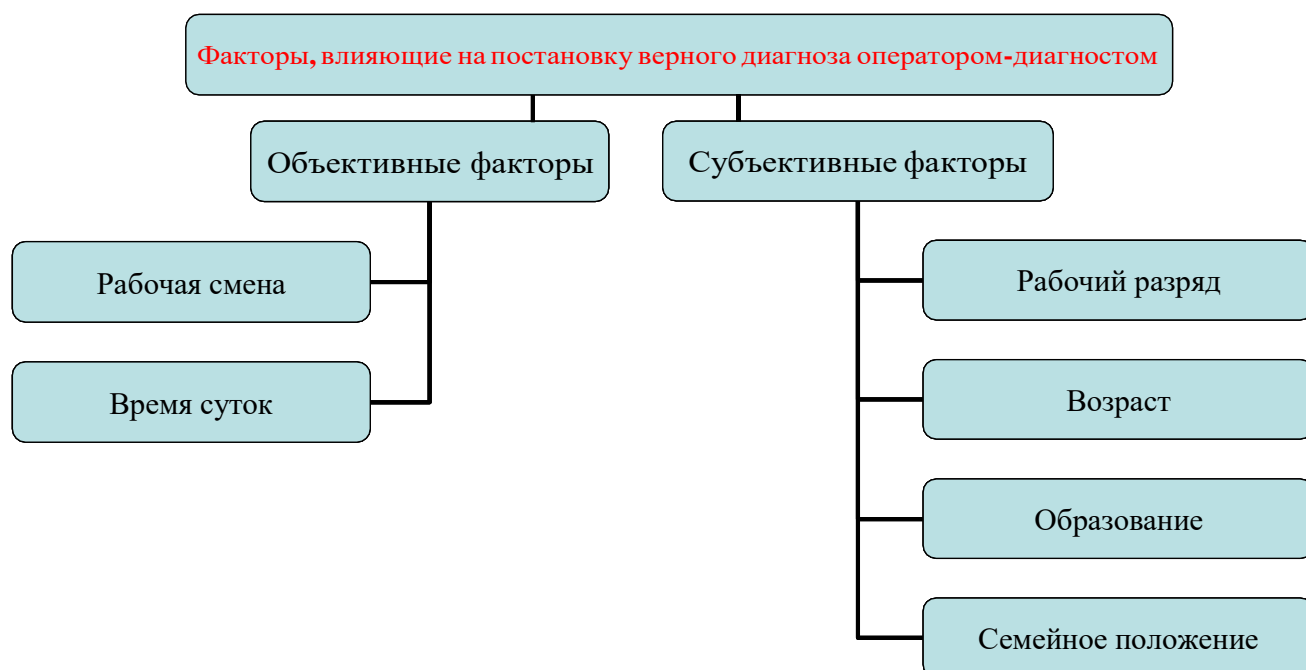 Факторы, влияющие на постановку верного диагноза оператором-диагностом
Объективные факторы
Субъективные факторы
Рабочая смена
Время суток
Рабочий разряд
Возраст
Образование
Семейное положение